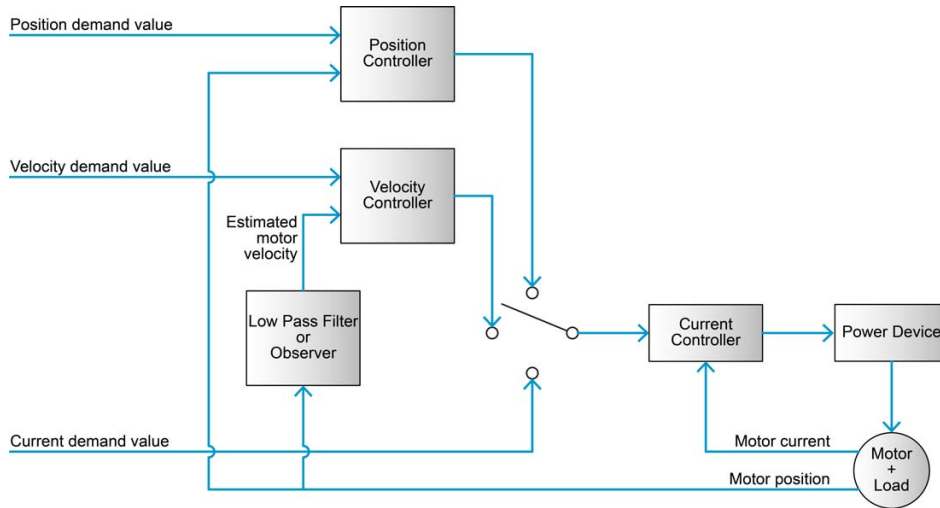 Position demand value
Position
Controller
Velocity demand value
Velocity
Controller
Estimated
motor
velocity
Low Pass Filter
or
Observer
Current
Controller
Power Device
Current demand value
Motor current
Motor position
Motor
+
Load